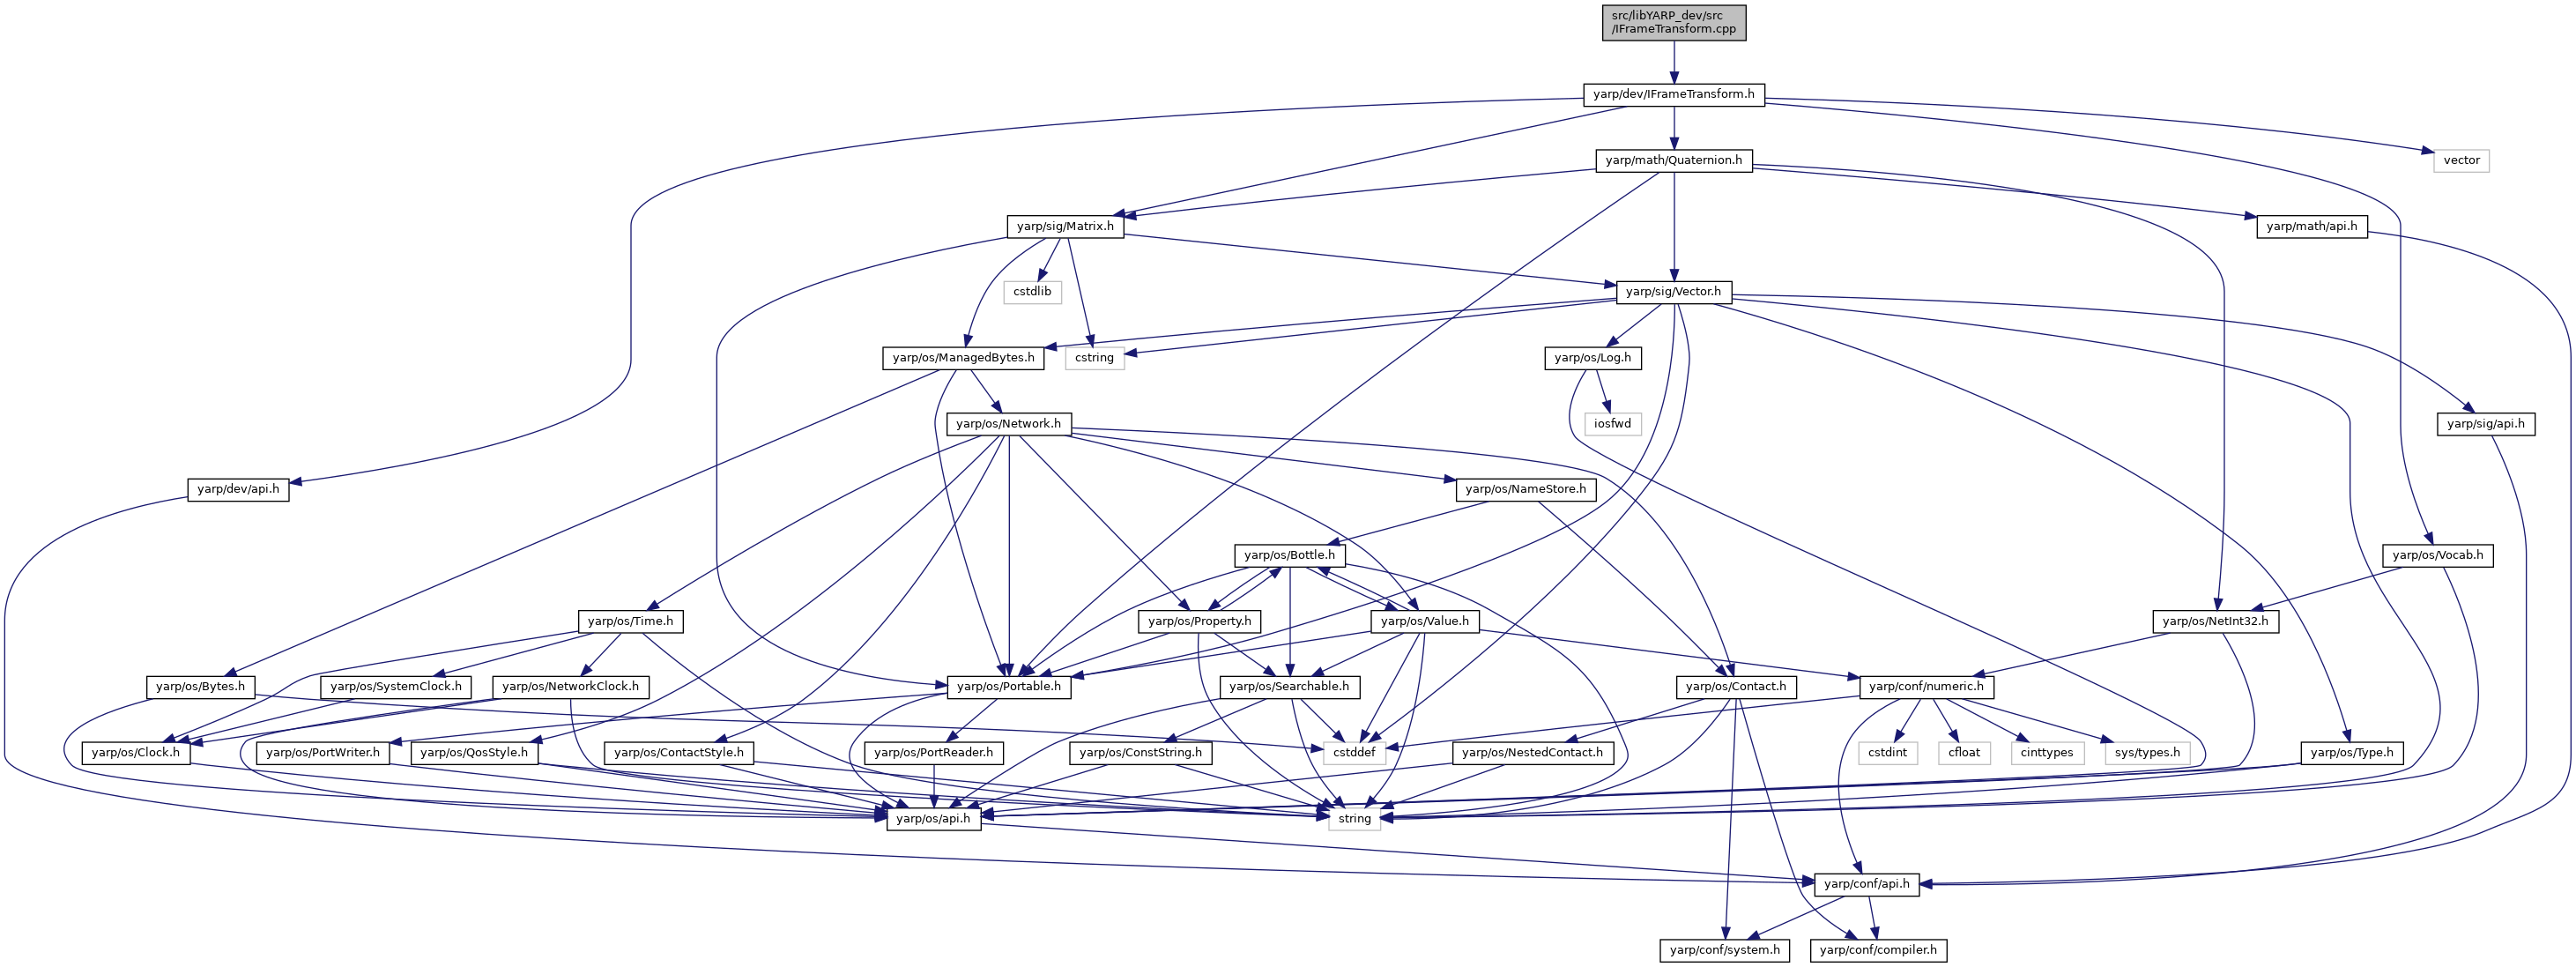 src/libYARP_dev/src
/IFrameTransform.cpp
yarp/dev/IFrameTransform.h
yarp/math/Quaternion.h
vector
yarp/sig/Matrix.h
yarp/math/api.h
cstdlib
yarp/sig/Vector.h
yarp/os/ManagedBytes.h
cstring
yarp/os/Log.h
yarp/os/Network.h
iosfwd
yarp/sig/api.h
yarp/dev/api.h
yarp/os/NameStore.h
yarp/os/Bottle.h
yarp/os/Vocab.h
yarp/os/Time.h
yarp/os/Property.h
yarp/os/Value.h
yarp/os/NetInt32.h
yarp/os/Bytes.h
yarp/os/SystemClock.h
yarp/os/NetworkClock.h
yarp/os/Portable.h
yarp/os/Searchable.h
yarp/os/Contact.h
yarp/conf/numeric.h
yarp/os/Clock.h
yarp/os/PortWriter.h
yarp/os/QosStyle.h
yarp/os/ContactStyle.h
yarp/os/PortReader.h
yarp/os/ConstString.h
cstddef
yarp/os/NestedContact.h
cstdint
cfloat
cinttypes
sys/types.h
yarp/os/Type.h
yarp/os/api.h
string
yarp/conf/api.h
yarp/conf/system.h
yarp/conf/compiler.h